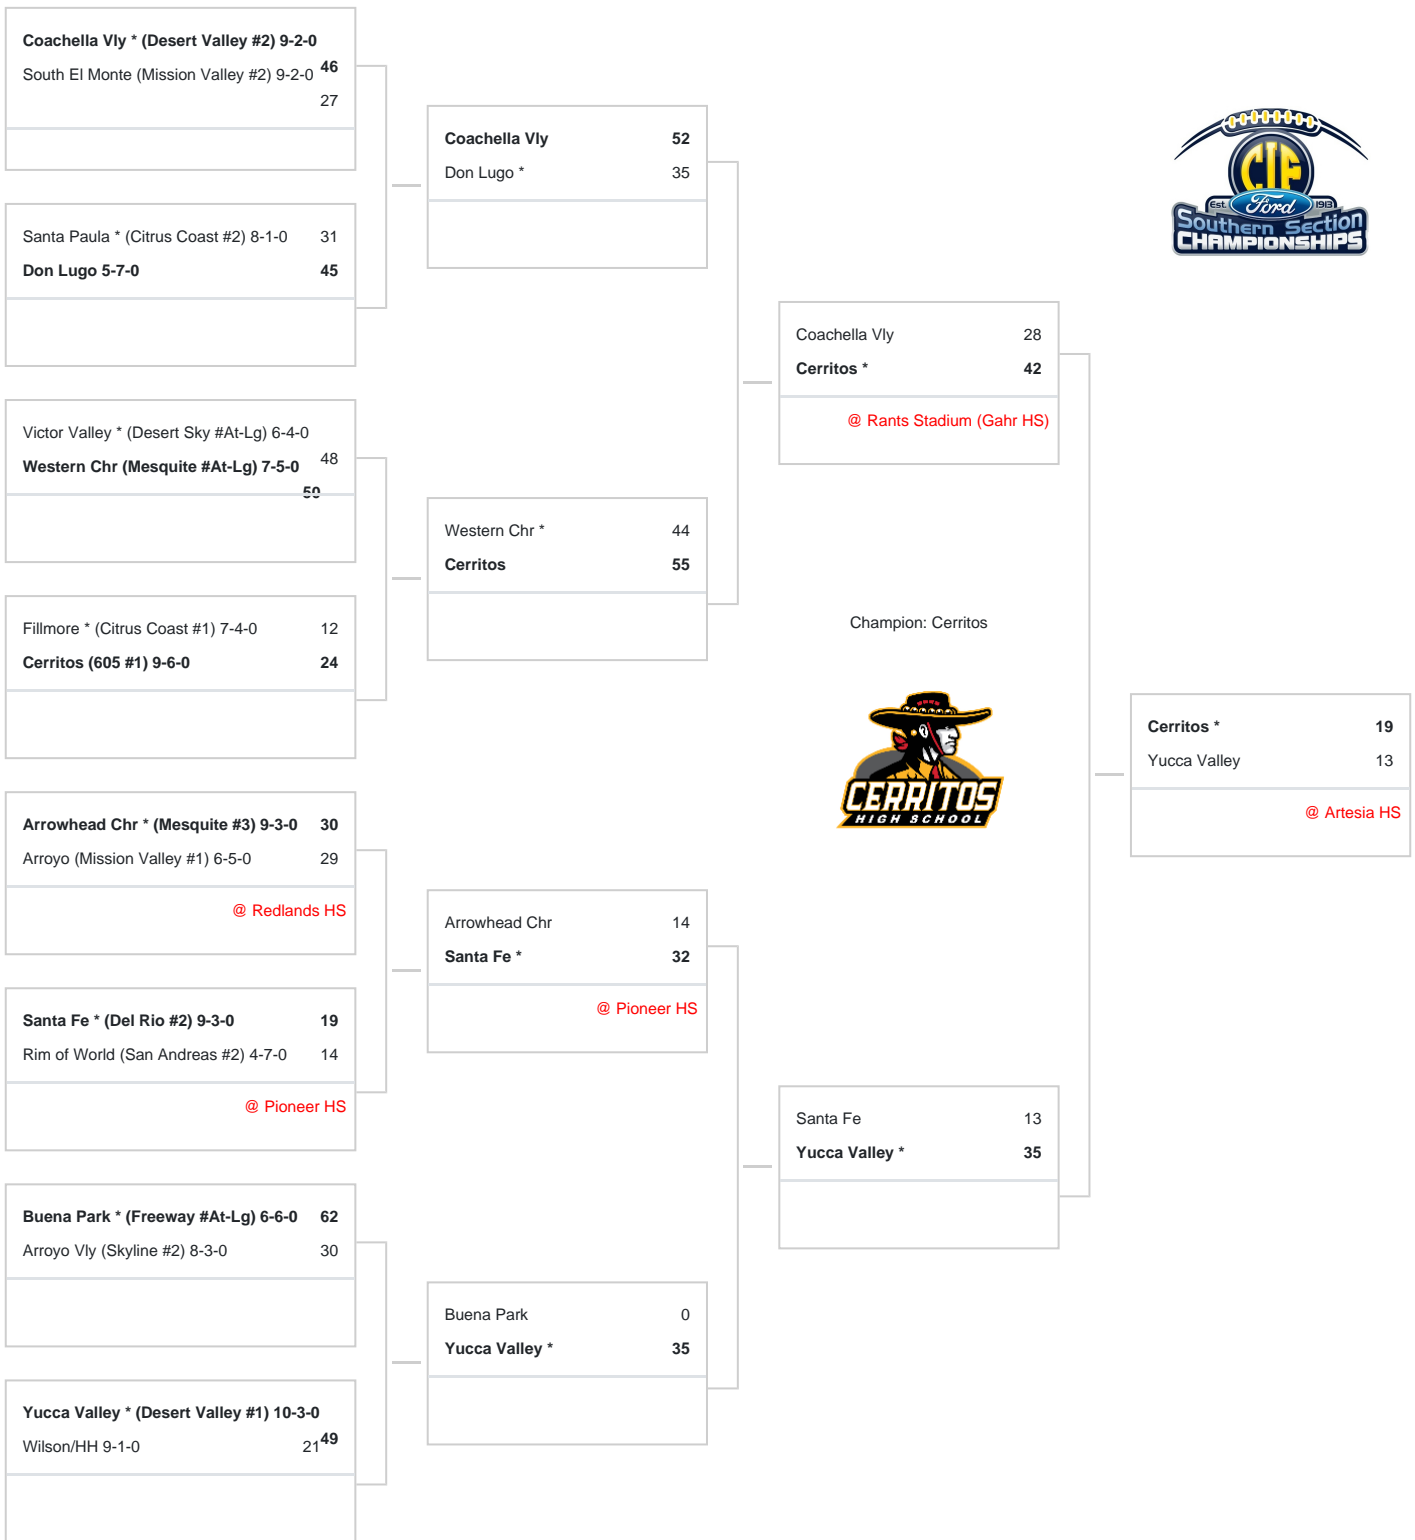 Coachella Vly * (Desert Valley #2) 9-2-0 46
South El Monte (Mission Valley #2) 9-2-0 27
Santa Paula * (Citrus Coast #2) 8-1-0 31
Don Lugo 5-7-0 45
Victor Valley * (Desert Sky #At-Lg) 6-4-0 48
Western Chr (Mesquite #At-Lg) 7-5-0 50
Fillmore * (Citrus Coast #1) 7-4-0 12
Cerritos (605 #1) 9-6-0 24
Arrowhead Chr * (Mesquite #3) 9-3-0 30
Arroyo (Mission Valley #1) 6-5-0 29
@ Redlands HS
Santa Fe * (Del Rio #2) 9-3-0 19
Rim of World (San Andreas #2) 4-7-0 14
@ Pioneer HS
Buena Park * (Freeway #At-Lg) 6-6-0 62
Arroyo Vly (Skyline #2) 8-3-0 30
Yucca Valley * (Desert Valley #1) 10-3-0 49
Wilson/HH 9-1-0 21
Coachella Vly 52
Don Lugo * 35
Western Chr * 44
Cerritos 55
Arrowhead Chr 14
Santa Fe * 32
@ Pioneer HS
Buena Park 0
Yucca Valley * 35
Coachella Vly 28
Cerritos * 42
@ Rants Stadium (Gahr HS)
Champion: Cerritos
CERRITOS
HIGH SCHOOL
Santa Fe 13
Yucca Valley * 35
CIF
Est. Ford 1913
Southern Section
CHAMPIONSHIPS
Cerritos * 19
Yucca Valley 13
@ Artesia HS